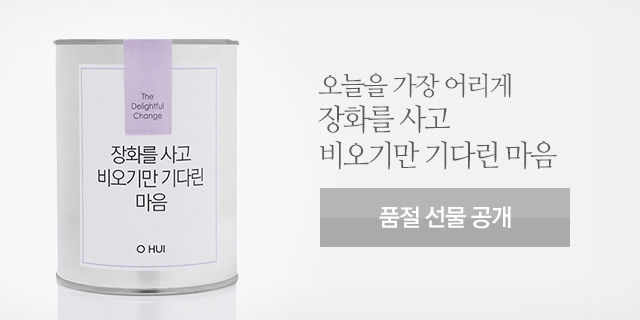 The
Delightful
Change
장화를 사고
비오기만 기다린
마음
O HUI
오늘을 가장 어리게
장화를 사고
비오기만 기다린 마음
품절 선물 공개